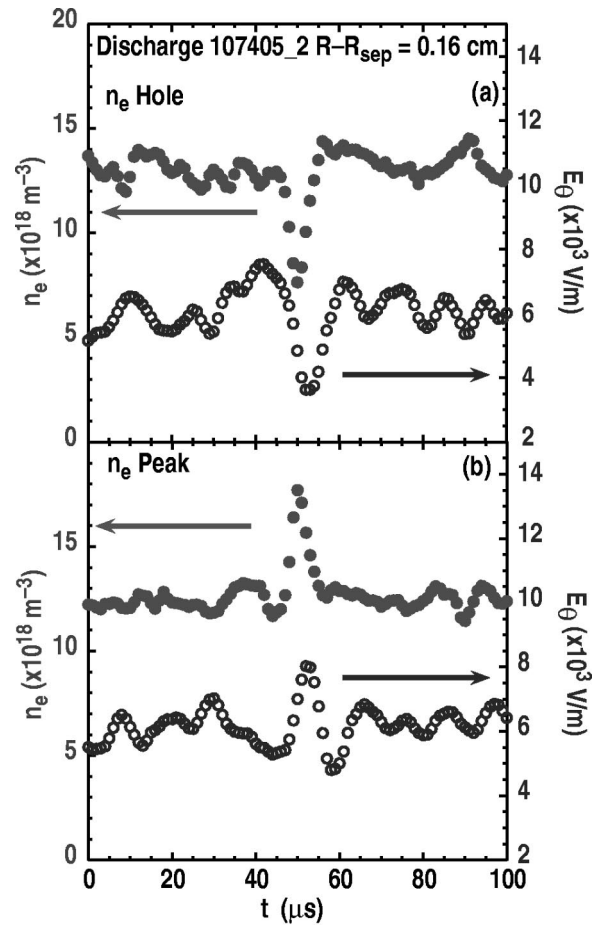 Discharge 107405_2 R–R_sep = 0.16 cm
n_e Hole
(a)
20
15
10
5
0
n_e (x10^18 m^–3)
14
12
10
8
6
4
2
E_θ (x10^3 V/m)
n_e Peak
(b)
15
10
5
0
n_e (x10^18 m^–3)
14
12
10
8
6
4
2
E_θ (x10^3 V/m)
0 20 40 60 80 100
t (μs)